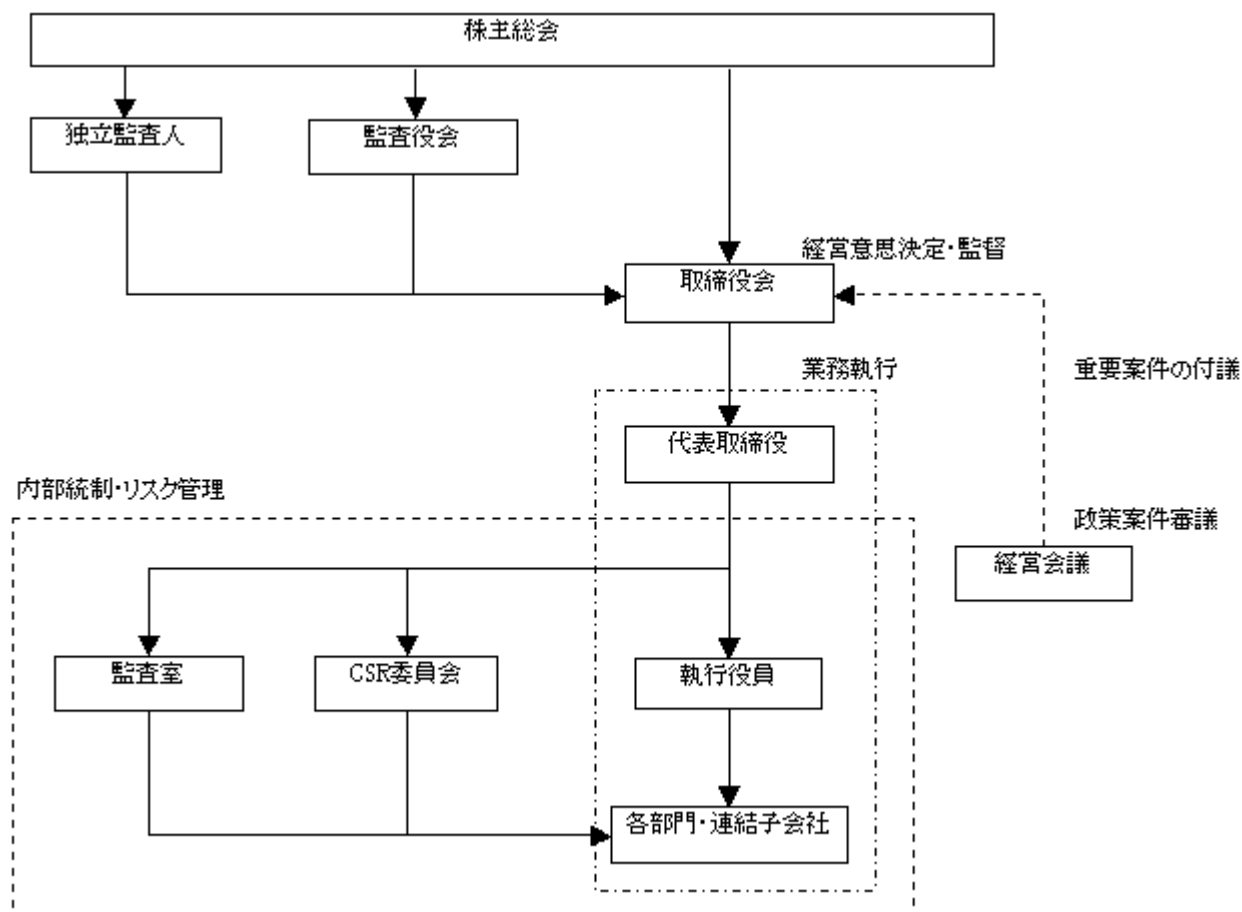 株主総会
独立監査人
監査役会
経営意思決定・監督
取締役会
業務執行
重要案件の付議
代表取締役
内部統制・リスク管理
政策案件審議
経営会議
監査室
CSR委員会
執行役員
各部門・連結子会社